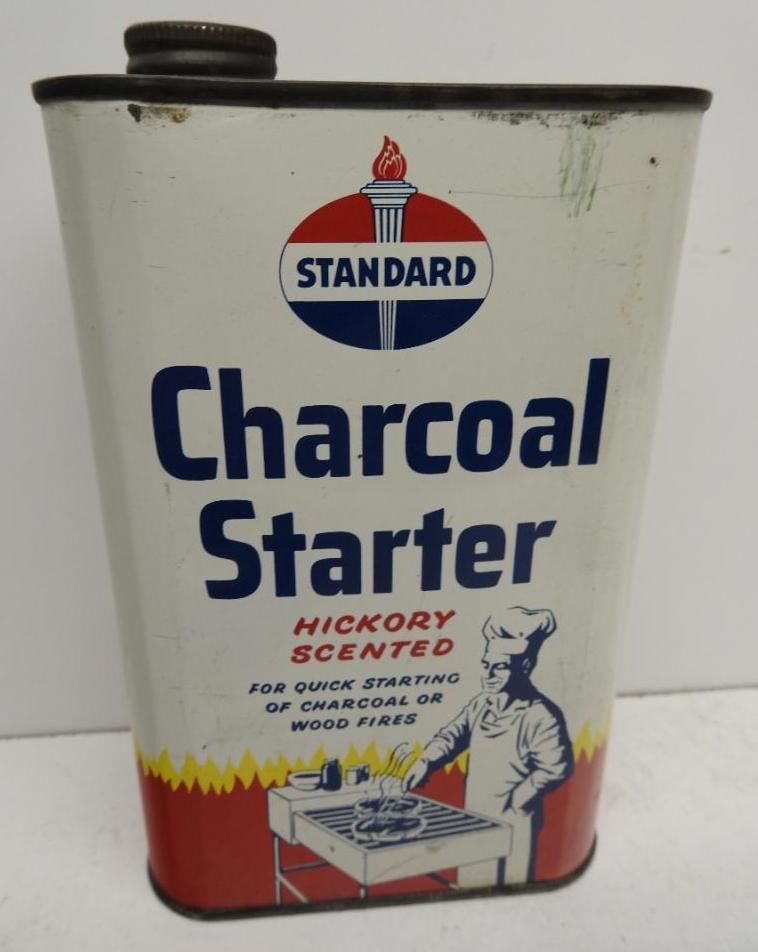 STANDARD
Charcoal
Starter
HICKORY
SCENTED
FOR QUICK STARTING
OF CHARCOAL OR
WOOD FIRES